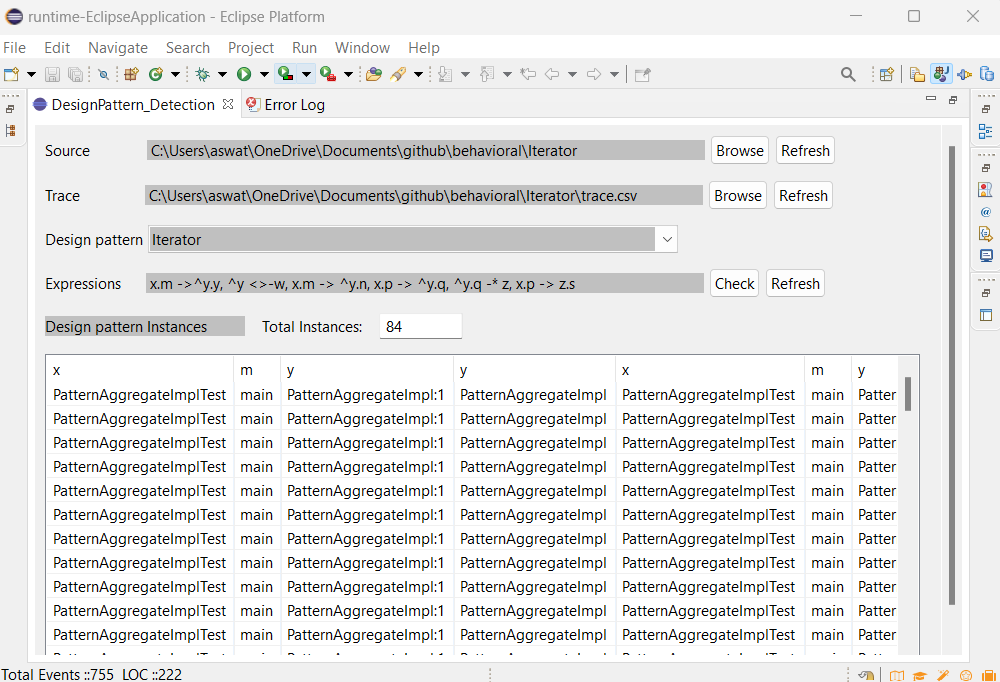 runtime-EclipseApplication - Eclipse Platform
File Edit Navigate Search Project Run Window Help
DesignPattern_Detection Error Log
Source C:\Users\aswat\OneDrive\Documents\github\behavioral\Iterator Browse Refresh
Trace C:\Users\aswat\OneDrive\Documents\github\behavioral\Iterator\trace.csv Browse Refresh
Design pattern Iterator
Expressions x.m ->^y.y, ^y <>-w, x.m -> ^y.n, x.p -> ^y.q, ^y.q -* z, x.p -> z.s Check Refresh
Design pattern Instances Total Instances: 84
x m y y x m y
PatternAggregateImplTest main PatternAggregateImpl:1 PatternAggregateImpl PatternAggregateImplTest main Patter
PatternAggregateImplTest main PatternAggregateImpl:1 PatternAggregateImpl PatternAggregateImplTest main Patter
PatternAggregateImplTest main PatternAggregateImpl:1 PatternAggregateImpl PatternAggregateImplTest main Patter
PatternAggregateImplTest main PatternAggregateImpl:1 PatternAggregateImpl PatternAggregateImplTest main Patter
PatternAggregateImplTest main PatternAggregateImpl:1 PatternAggregateImpl PatternAggregateImplTest main Patter
PatternAggregateImplTest main PatternAggregateImpl:1 PatternAggregateImpl PatternAggregateImplTest main Patter
PatternAggregateImplTest main PatternAggregateImpl:1 PatternAggregateImpl PatternAggregateImplTest main Patter
PatternAggregateImplTest main PatternAggregateImpl:1 PatternAggregateImpl PatternAggregateImplTest main Patter
PatternAggregateImplTest main PatternAggregateImpl:1 PatternAggregateImpl PatternAggregateImplTest main Patter
PatternAggregateImplTest main PatternAggregateImpl:1 PatternAggregateImpl PatternAggregateImplTest main Patter
PatternAggregateImplTest main PatternAggregateImpl:1 PatternAggregateImpl PatternAggregateImplTest main Patter
Total Events ::755 LOC ::222